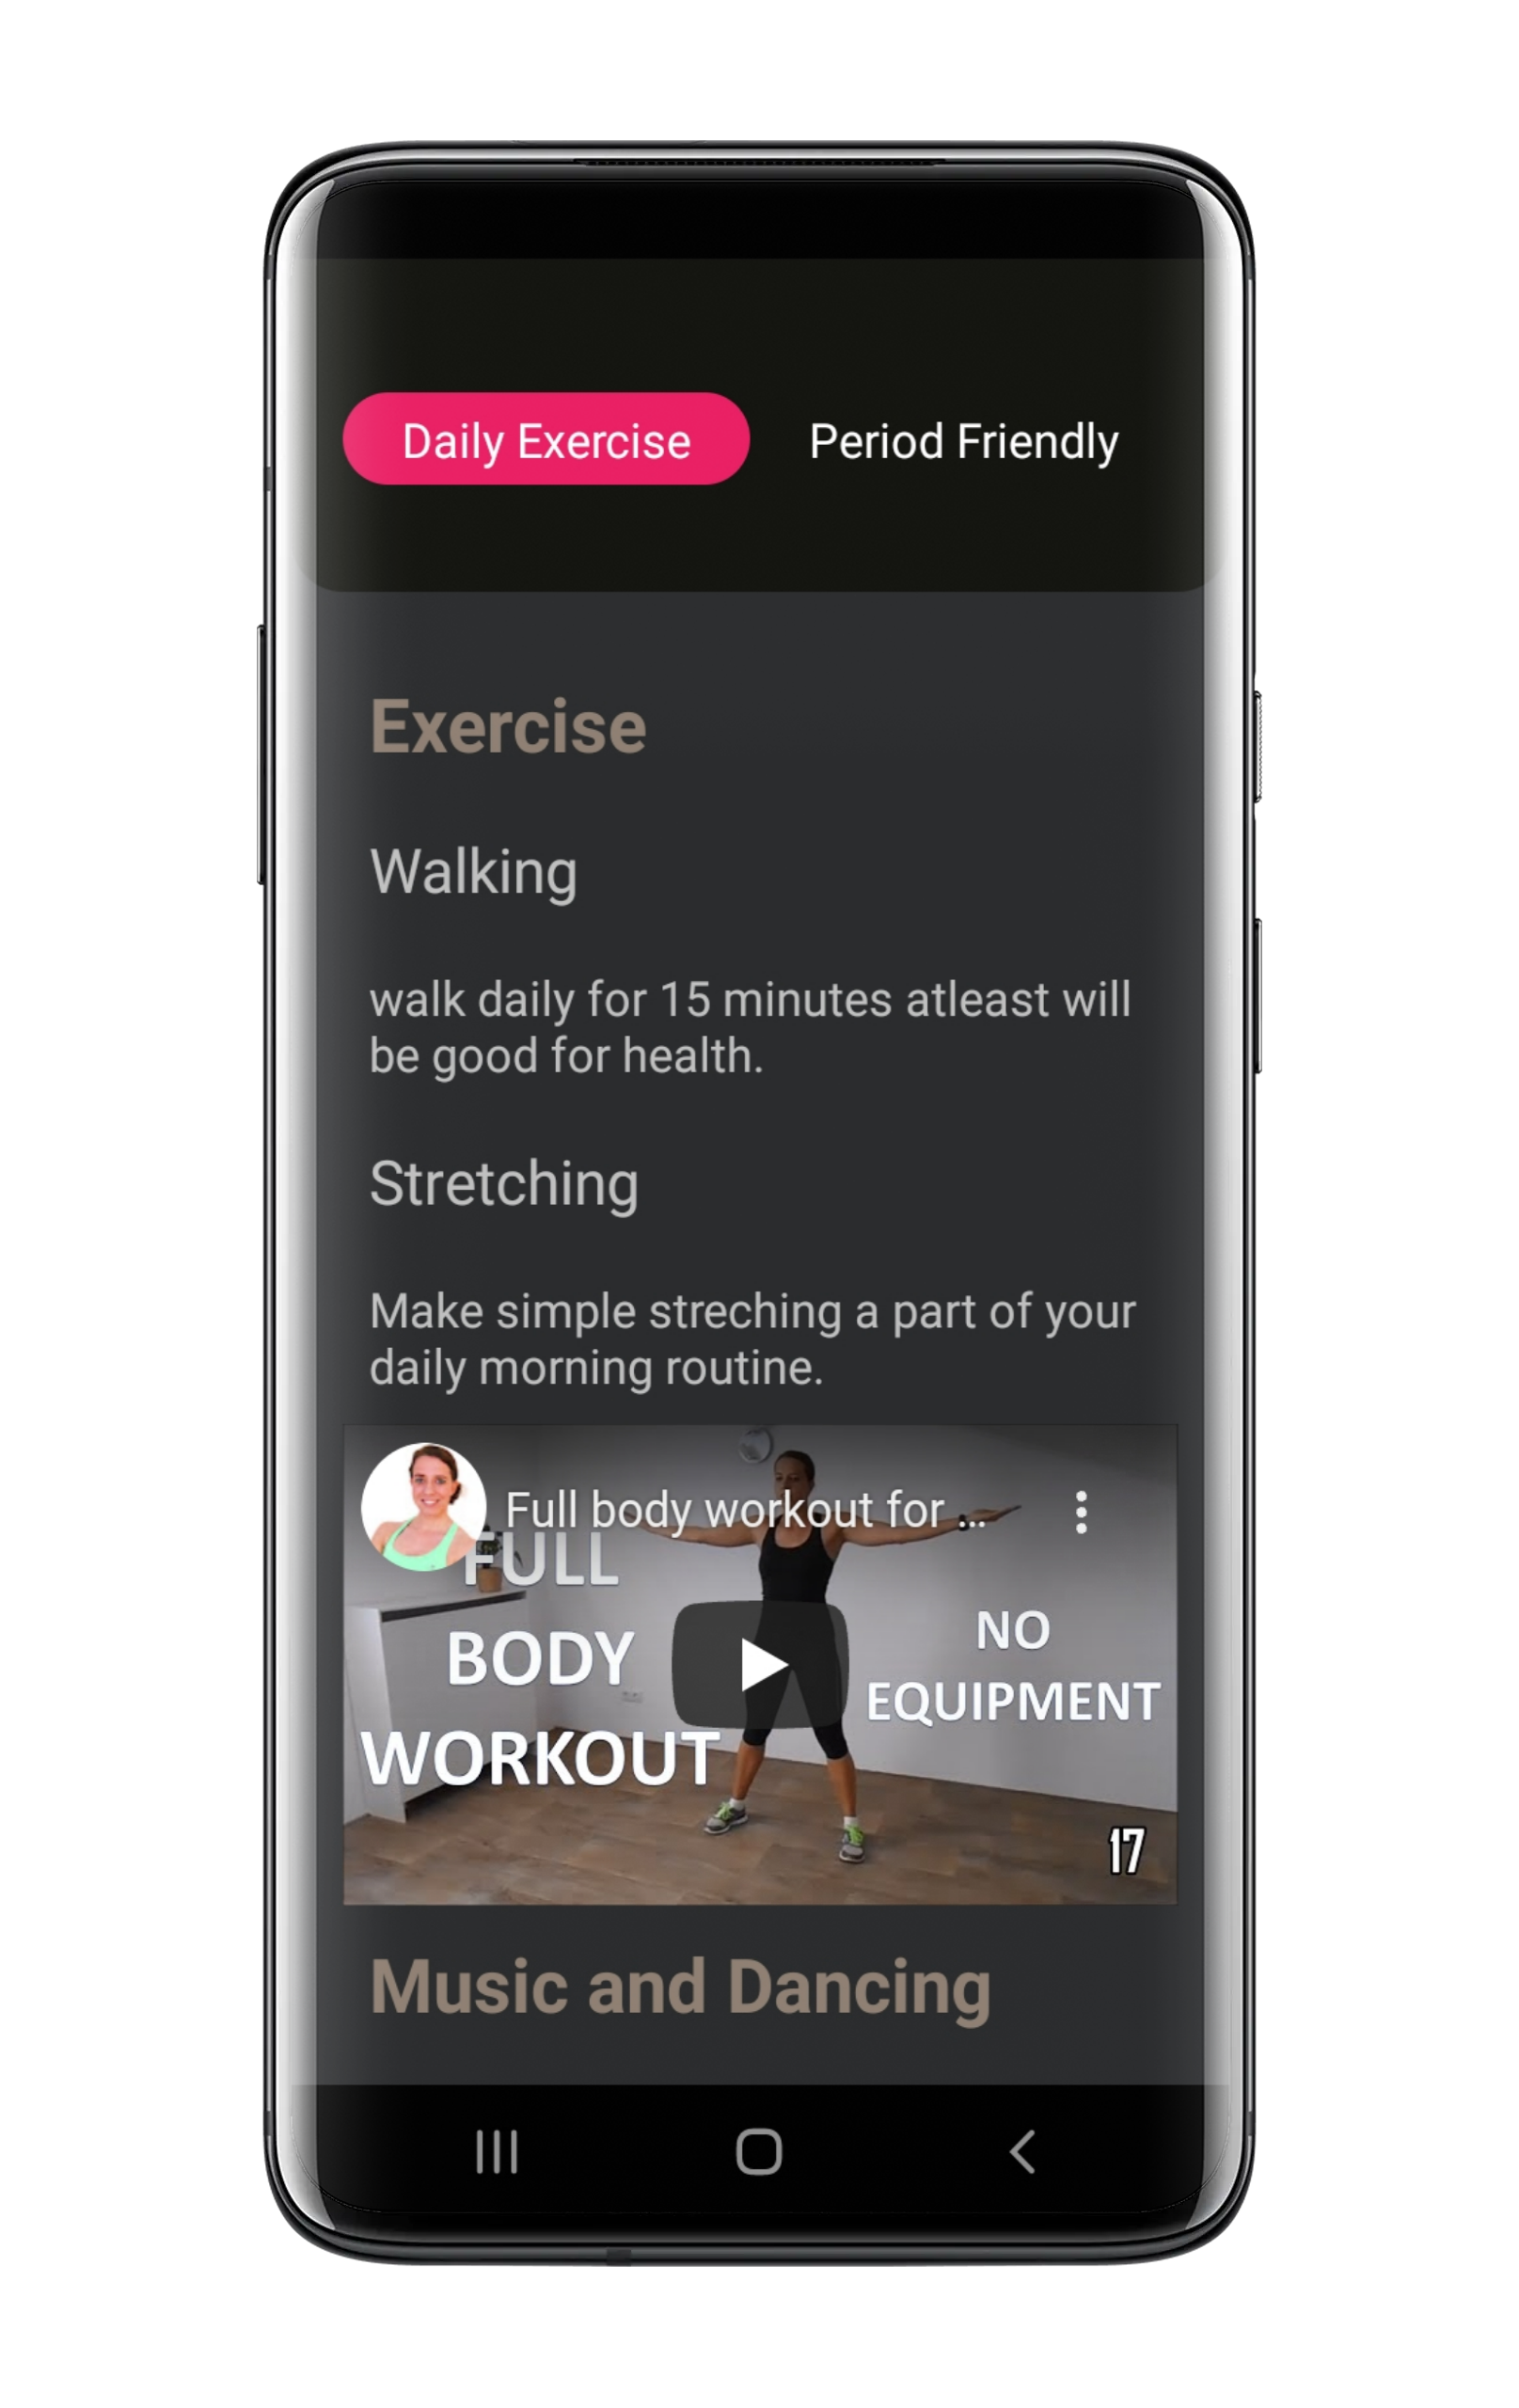 Daily Exercise
Period Friendly
Exercise
Walking
walk daily for 15 minutes atleast will
be good for health.
Stretching
Make simple streching a part of your
daily morning routine.
Full body workout for ...
FULL
BODY
WORKOUT
NO
EQUIPMENT
17
Music and Dancing